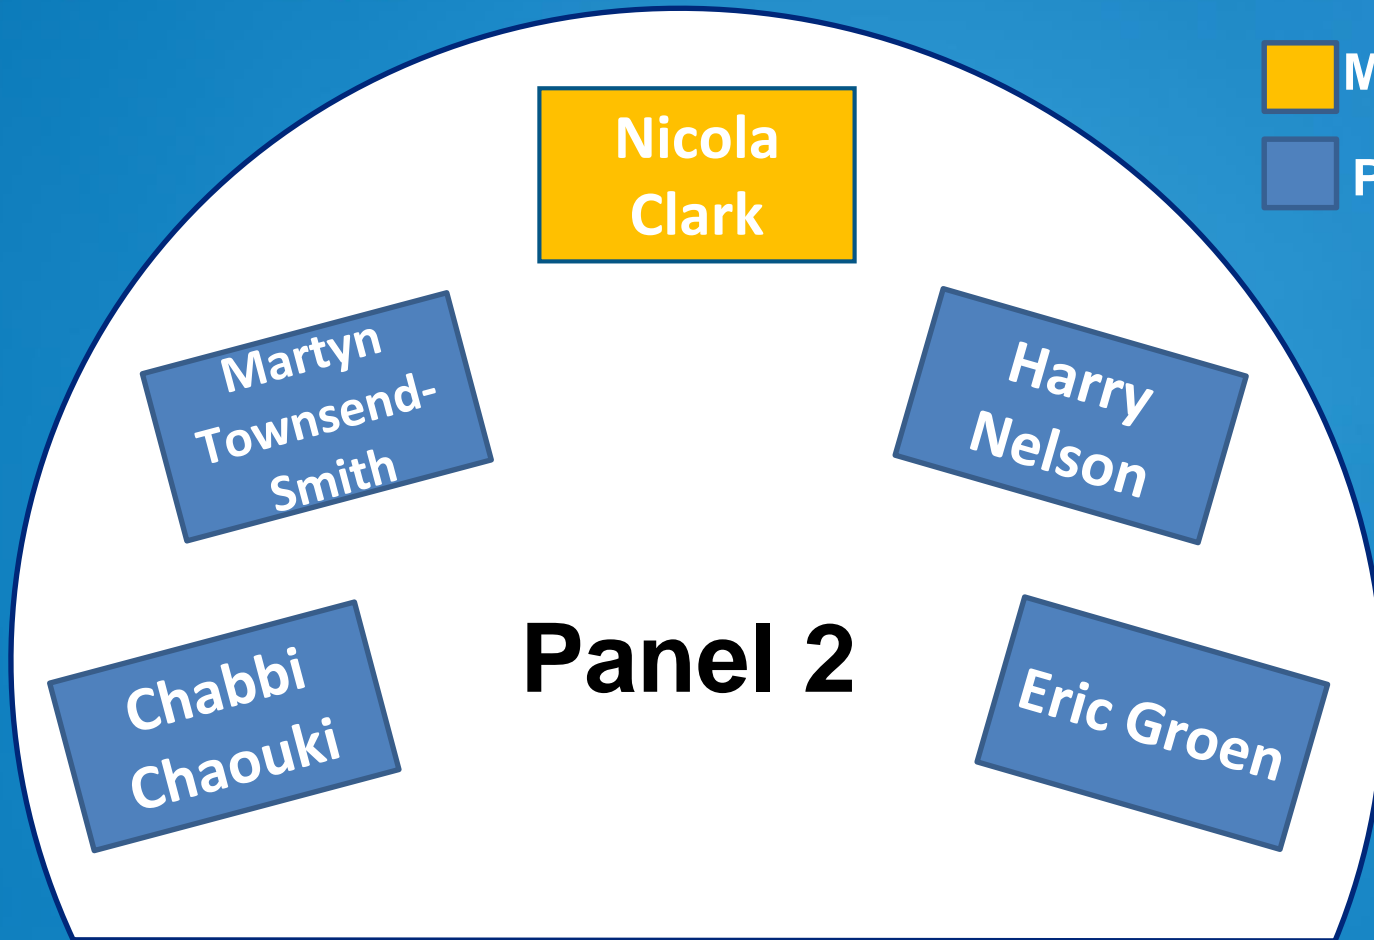 Nicola
Clark
M
P
Martyn
Townsend-
Smith
Harry
Nelson
Chabbi
Chaouki
Panel 2
Eric Groen